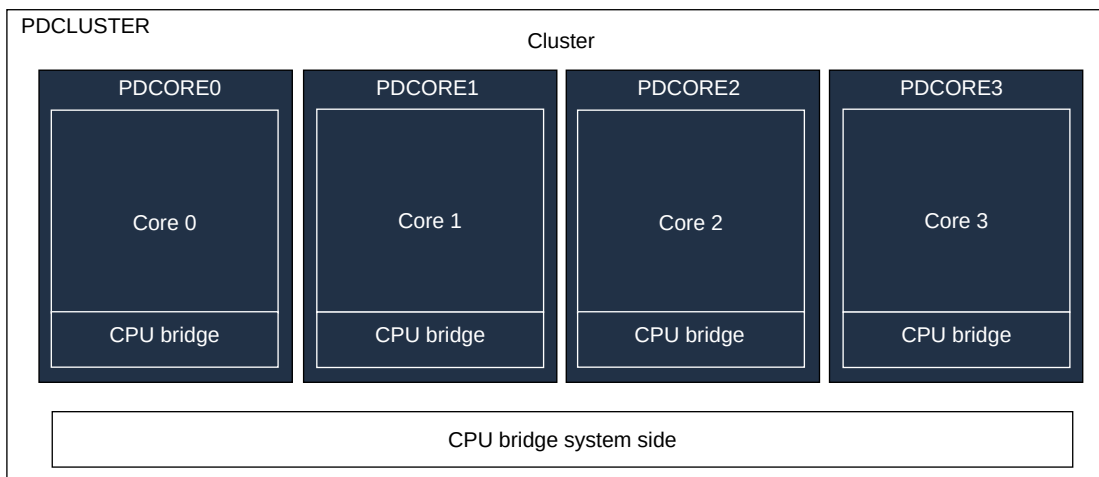 PDCLUSTER
Cluster
PDCORE0 PDCORE1 PDCORE2 PDCORE3
Core 0 Core 1 Core 2 Core 3
CPU bridge CPU bridge CPU bridge CPU bridge
CPU bridge system side